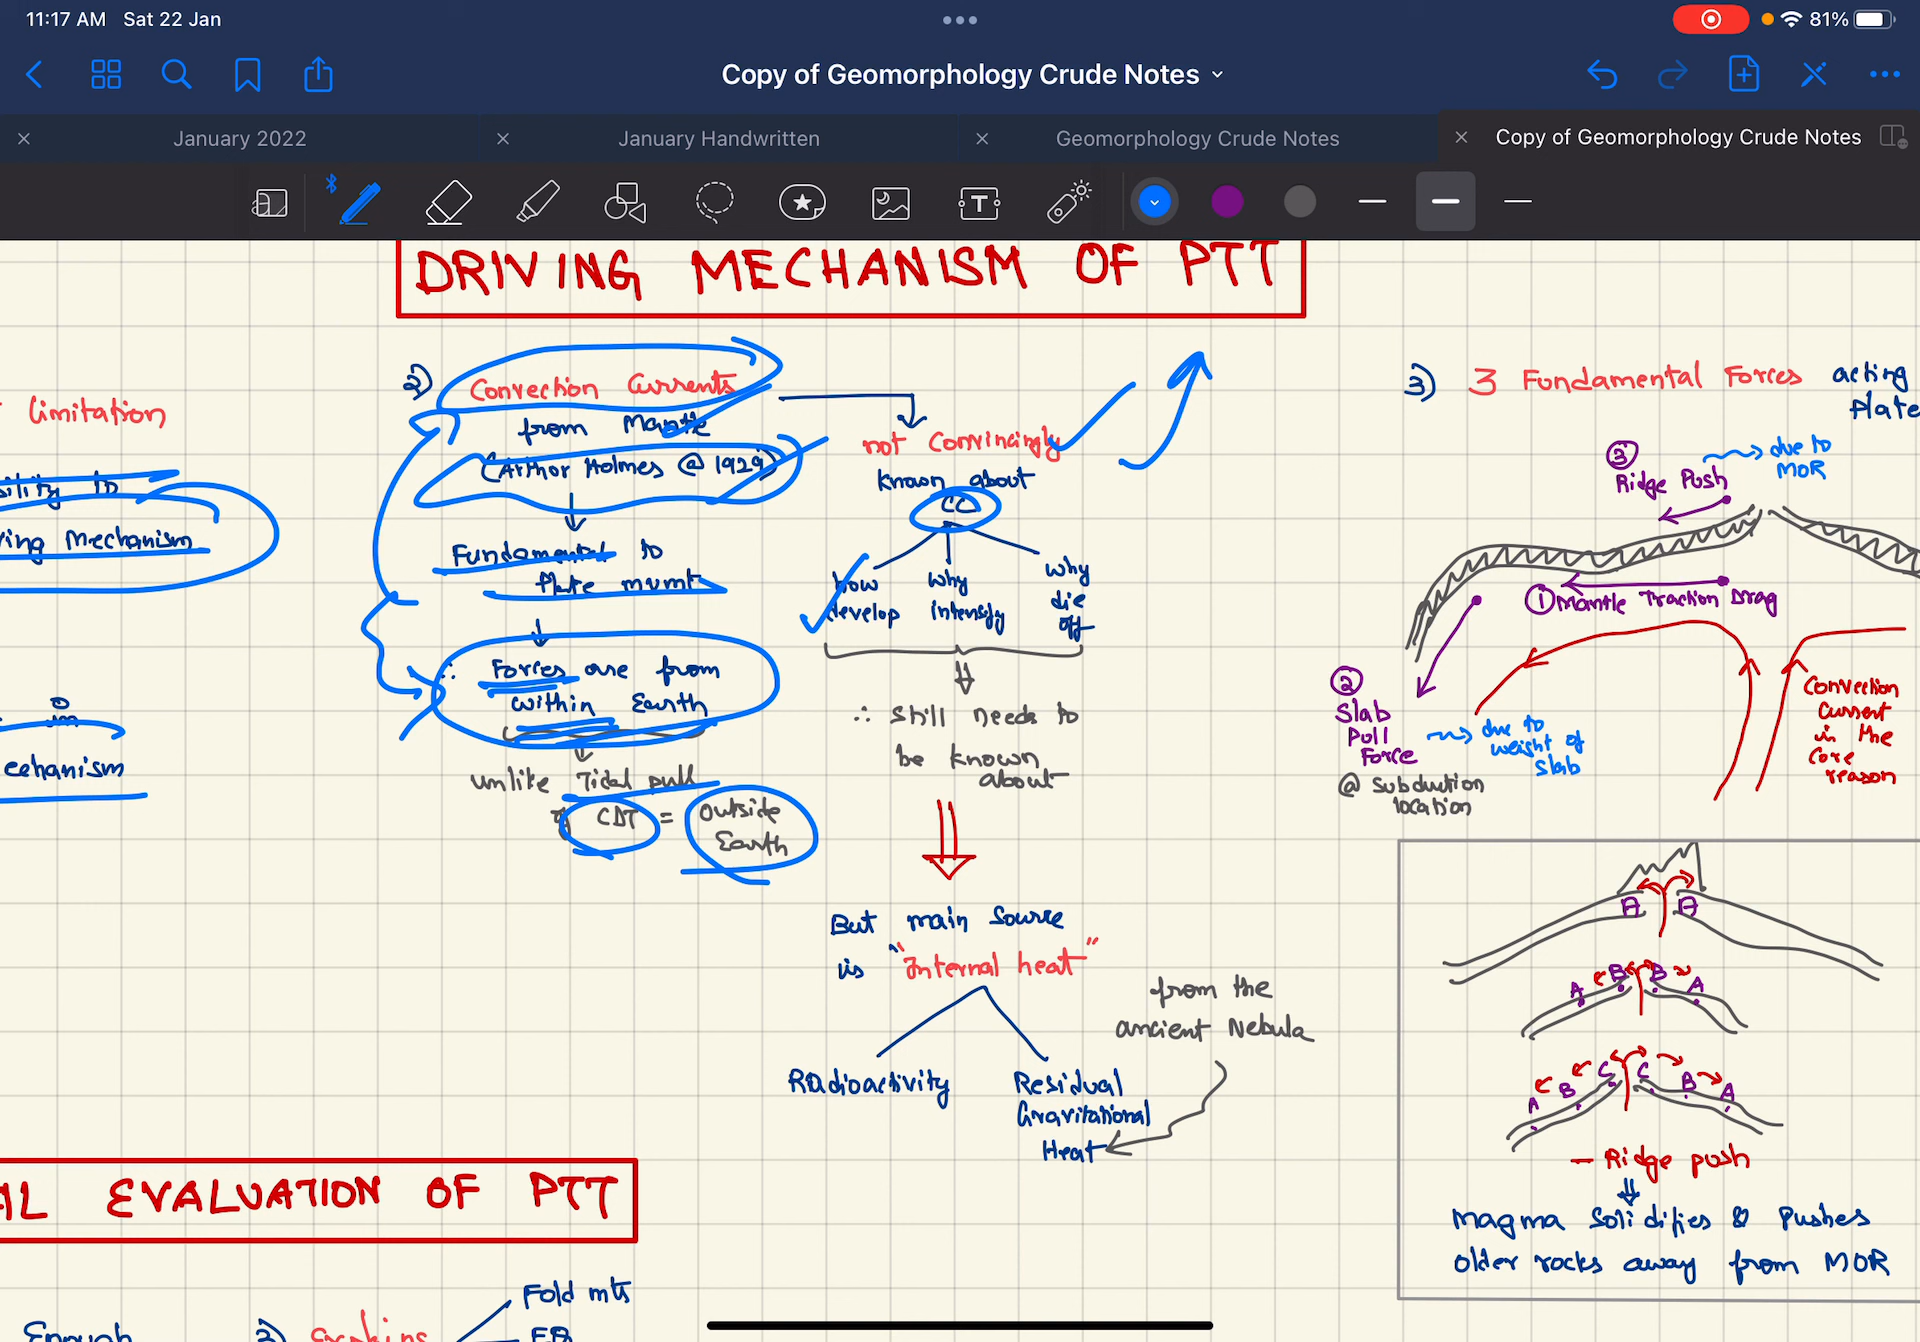 11:17 AM Sat 22 Jan
81%
Copy of Geomorphology Crude Notes
January 2022
January Handwritten
Geomorphology Crude Notes
Copy of Geomorphology Crude Notes
DRIVING MECHANISM OF PTT
limitation
to
Mechanism
echanism
2) Convection Currents
from Mantle
(Arthor Holmes @ 1929)
Fundamental to
Plate mvmt
∴ Forces are from
within Earth
unlike Tidal pull
of CDT = Outside
Earth
not Convincingly
known about
CC
how
develop
why
intensify
why
die
off
∴ Still needs to
be known
about
But main source
is "Internal heat"
Radioactivity
Residual
Gravitational
Heat
from the
ancient Nebula
3) 3 Fundamental Forces acting
Plate
3
Ridge Push
due to
MOR
1 Mantle Traction Drag
2
Slab
Pull
Force
due to
weight of
slab
@ Subduction
location
Convection
Current
in the
Core
reason
A A
A B B A
A B C C B A
- Ridge push
Magma Solidifies & Pushes
older rocks away from MOR
AL EVALUATION OF PTT
Fold mts
Enough